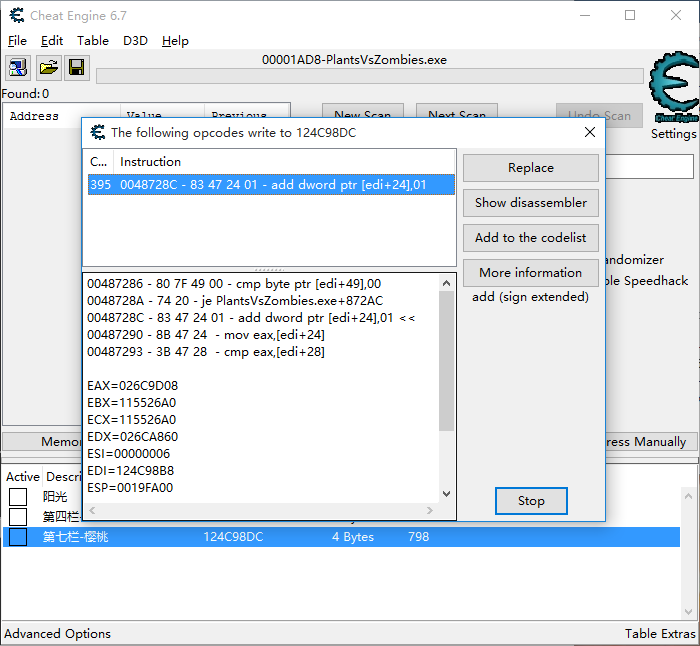 Cheat Engine 6.7
File Edit Table D3D Help
00001AD8-PlantsVsZombies.exe
Found:0
Address Value Previous New Scan Next Scan Undo Scan
Cheat Engine
Settings
The following opcodes write to 124C98DC
C... Instruction
395 0048728C - 83 47 24 01 - add dword ptr [edi+24],01
Replace
Show disassembler
Add to the codelist
More information
add (sign extended)
00487286 - 80 7F 49 00 - cmp byte ptr [edi+49],00
0048728A - 74 20 - je PlantsVsZombies.exe+872AC
0048728C - 83 47 24 01 - add dword ptr [edi+24],01 <<
00487290 - 8B 47 24 - mov eax,[edi+24]
00487293 - 3B 47 28 - cmp eax,[edi+28]
EAX=026C9D08
EBX=115526A0
ECX=115526A0
EDX=026CA860
ESI=00000006
EDI=124C98B8
ESP=0019FA00
Stop
andomizer
ble Speedhack
Memor
ress Manually
Active Descri
阳光
第四栏-
第七栏-樱桃 124C98DC 4 Bytes 798
Advanced Options Table Extras